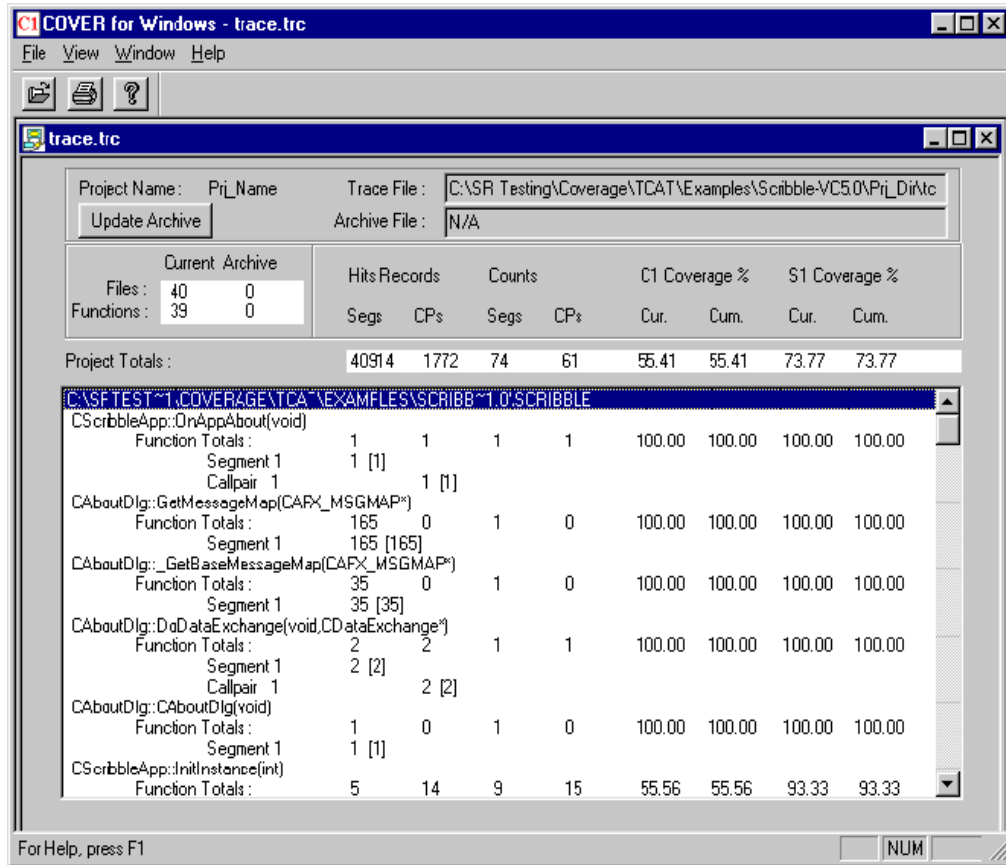 C1 COVER for Windows - trace.trc
File View Window Help
trace.trc
Project Name : Prj_Name Trace File : C:\SR Testing\Coverage\TCAT\Examples\Scribble-VC5.0\Prj_Dir\tc
Update Archive Archive File : N/A
Current Archive
Files : 40 0
Functions : 39 0
Hits Records Counts C1 Coverage % S1 Coverage %
Segs CPs Segs CPs Cur. Cum. Cur. Cum.
Project Totals : 40914 1772 74 61 55.41 55.41 73.77 73.77
C:\SRTEST~1\COVERAGE\TCAT\EXAMPLES\SCRIBB~1.0\SCRIBBLE
CScribbleApp::OnAppAbout(void)
Function Totals : 1 1 1 1 100.00 100.00 100.00 100.00
Segment 1 1 [1]
Callpair 1 1 [1]
CAboutDlg::GetMessageMap(CAFX_MSGMAP*)
Function Totals : 165 0 1 0 100.00 100.00 100.00 100.00
Segment 1 165 [165]
CAboutDlg::_GetBaseMessageMap(CAFX_MSGMAP*)
Function Totals : 35 0 1 0 100.00 100.00 100.00 100.00
Segment 1 35 [35]
CAboutDlg::DoDataExchange(void,CDataExchange*)
Function Totals : 2 2 1 1 100.00 100.00 100.00 100.00
Segment 1 2 [2]
Callpair 1 2 [2]
CAboutDlg::CAboutDlg(void)
Function Totals : 1 0 1 0 100.00 100.00 100.00 100.00
Segment 1 1 [1]
CScribbleApp::InitInstance(int)
Function Totals : 5 14 9 15 55.56 55.56 93.33 93.33
For Help, press F1 NUM